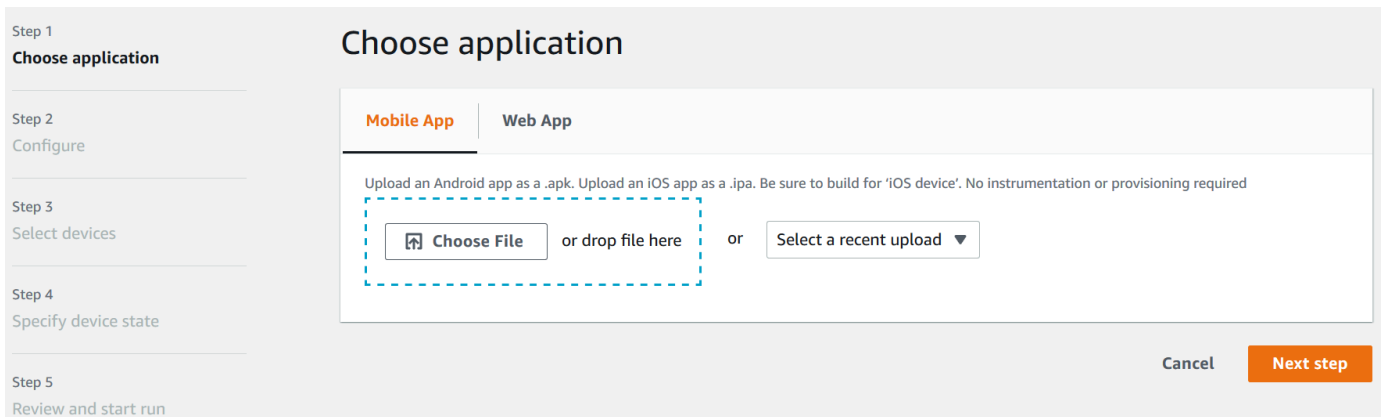 Step 1
Choose application
Step 2
Configure
Step 3
Select devices
Step 4
Specify device state
Step 5
Review and start run
Choose application
Mobile App
Web App
Upload an Android app as a .apk. Upload an iOS app as a .ipa. Be sure to build for ‘iOS device’. No instrumentation or provisioning required
Choose File or drop file here or Select a recent upload
Cancel Next step